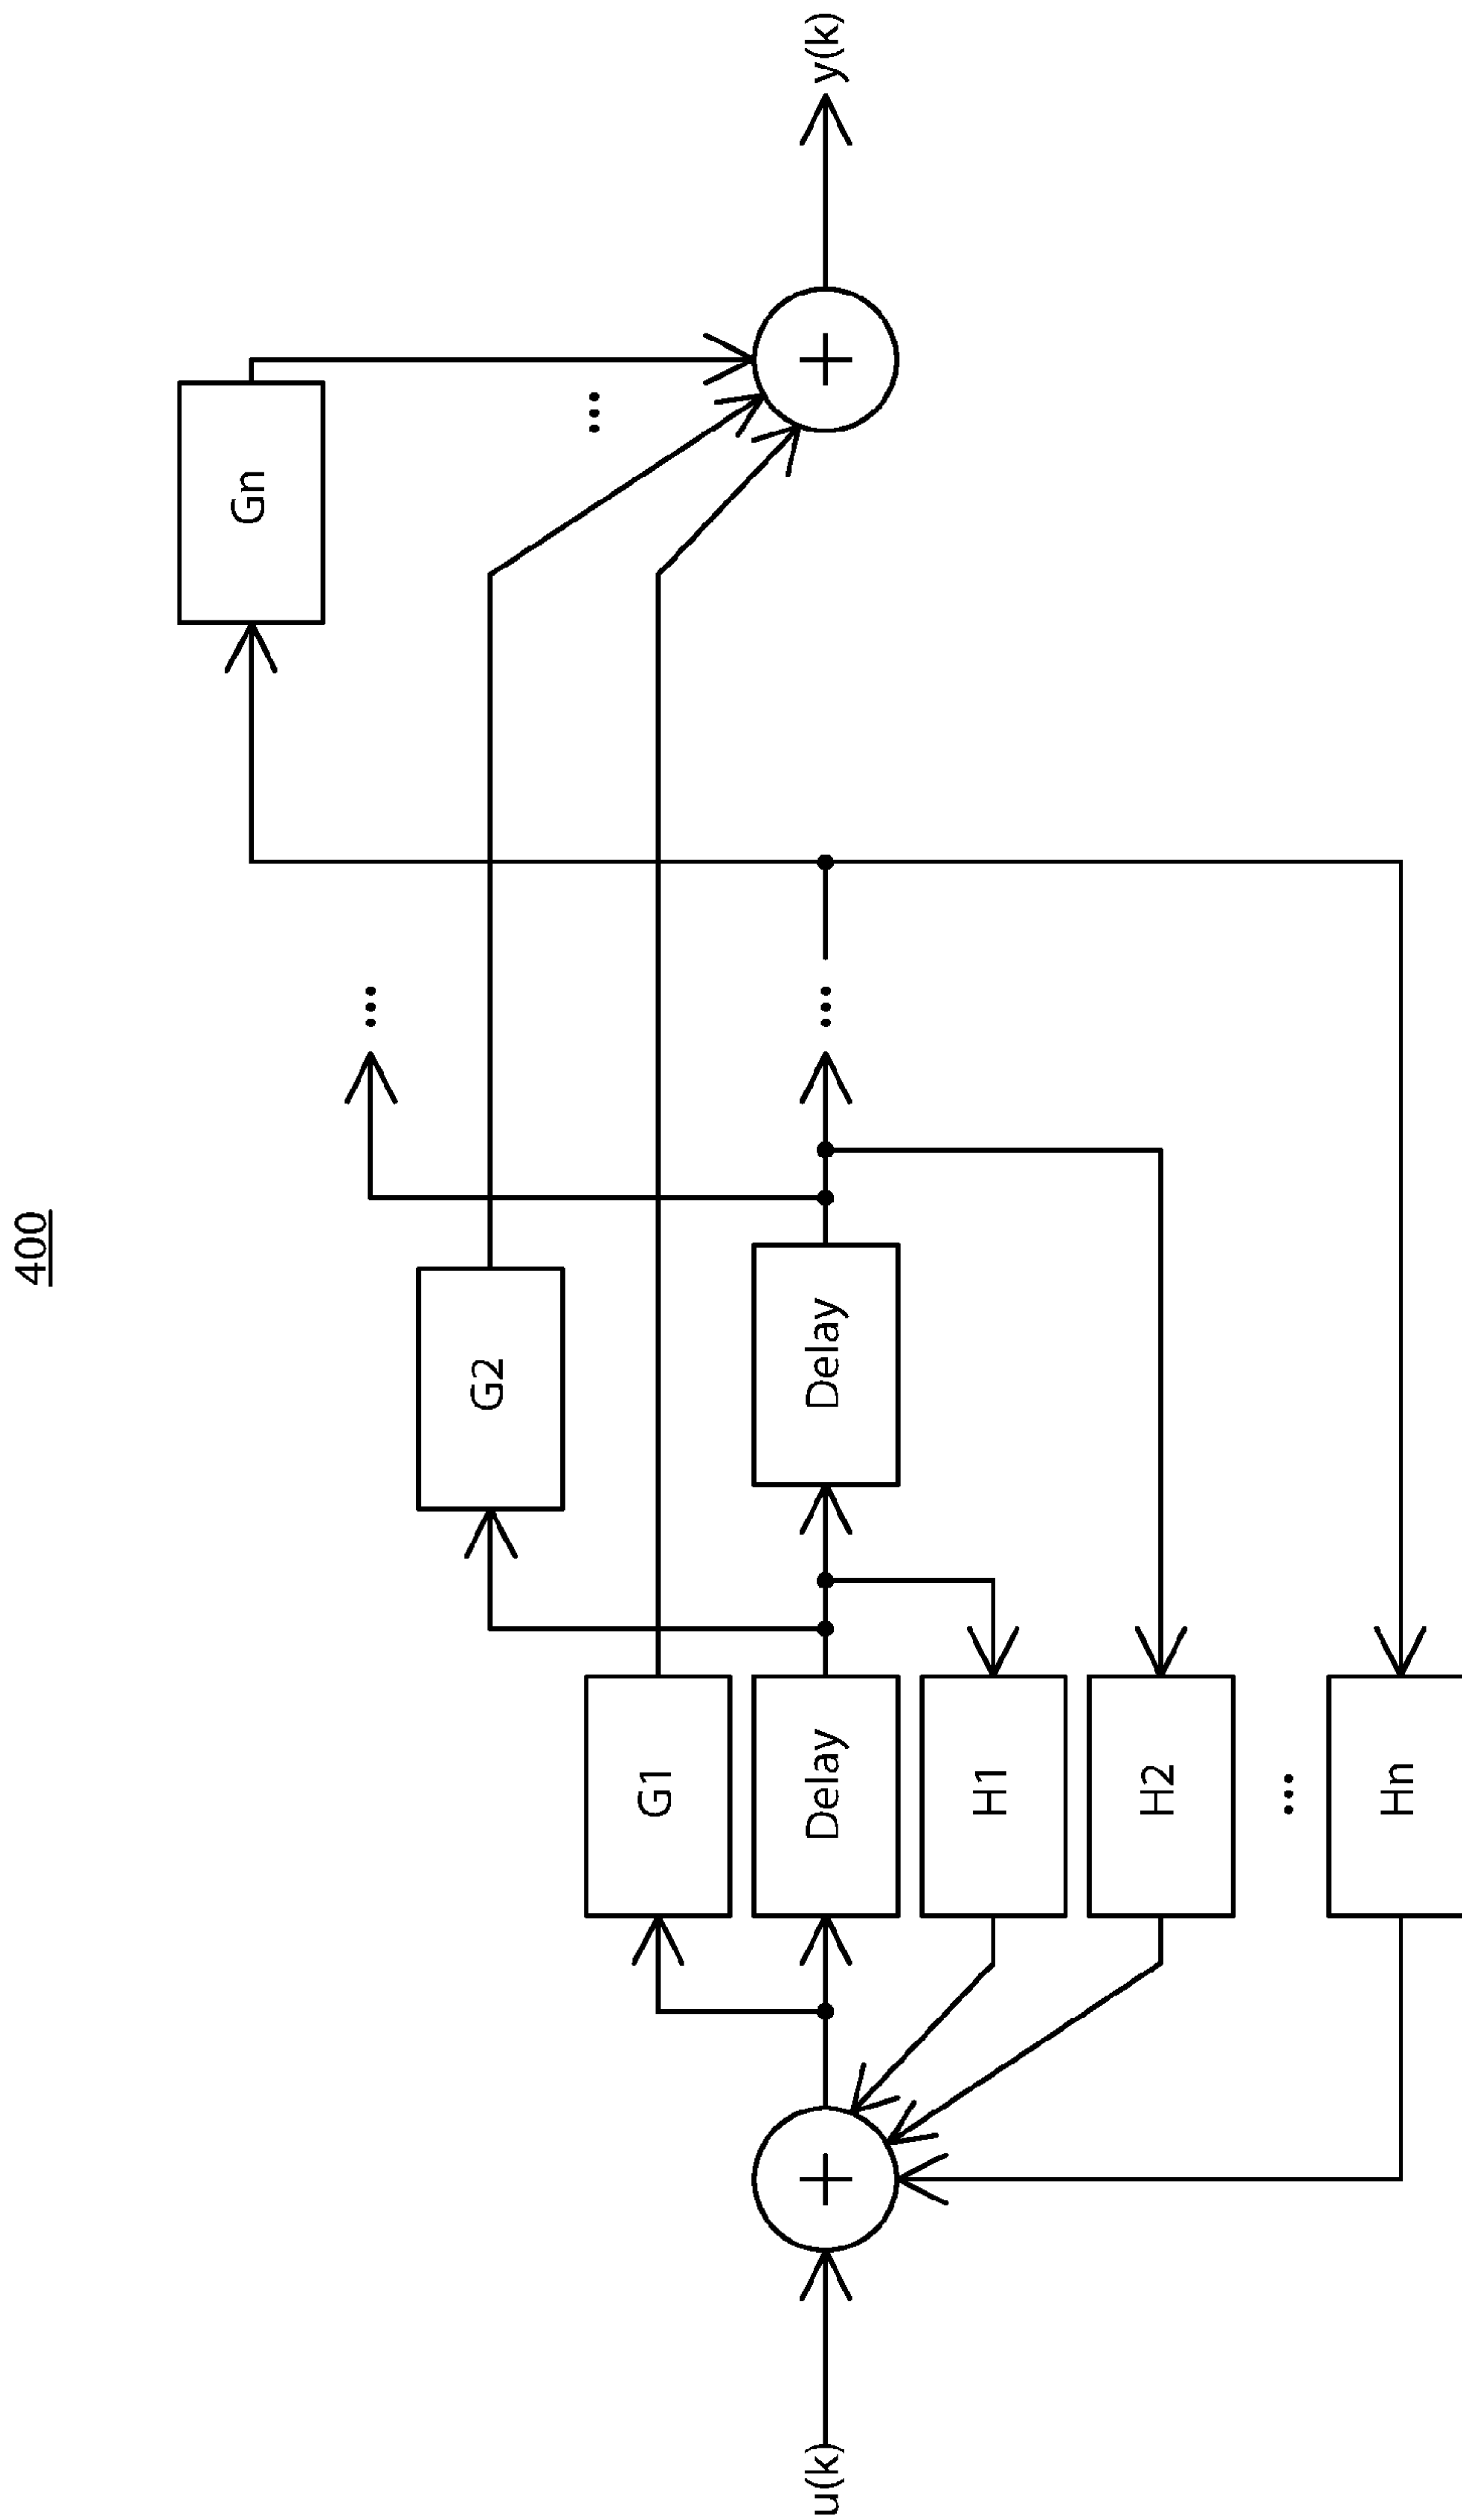 400
Gn
G2
G1
u(k)
+
Delay
Delay
...
+
y(k)
...
...
H1
H2
...
Hn